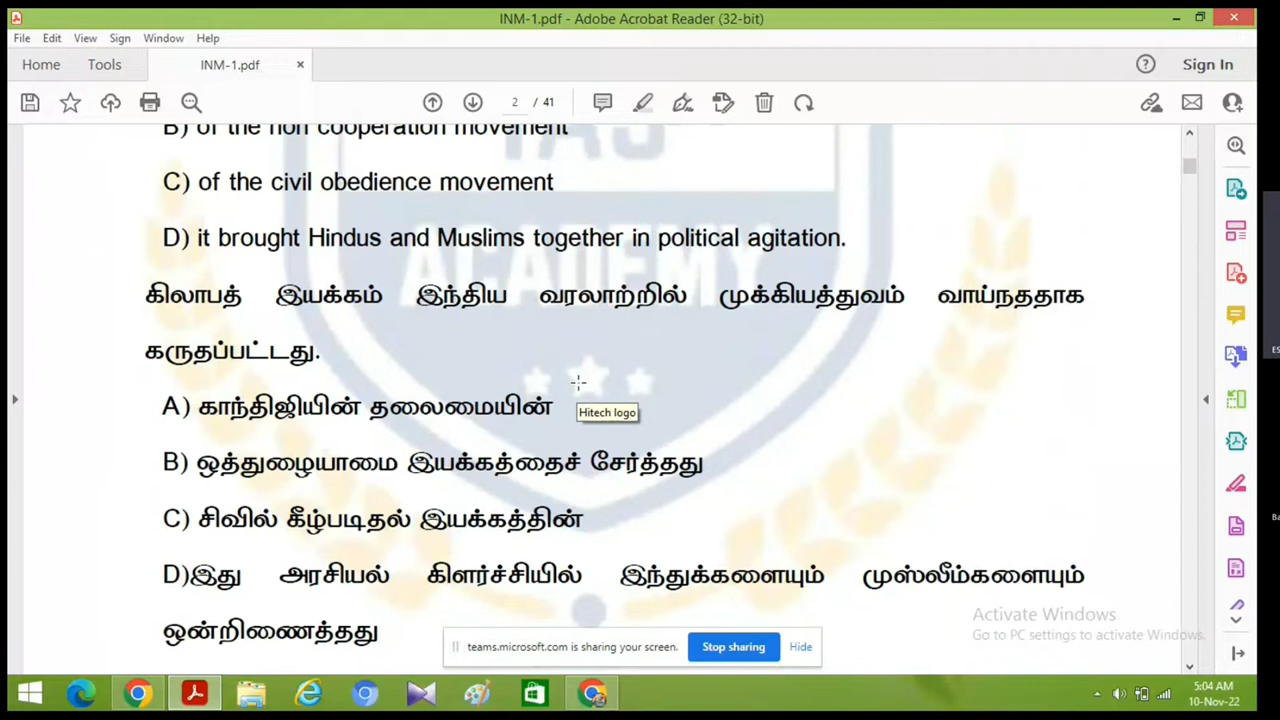 INM-1.pdf - Adobe Acrobat Reader (32-bit)
File Edit View Sign Window Help
Home Tools INM-1.pdf × Sign In
2 / 41
B) of the non cooperation movement
IAS
C) of the civil obedience movement
D) it brought Hindus and Muslims together in political agitation.
ACADEMY
கிலாபத் இயக்கம் இந்திய வரலாற்றில் முக்கியத்துவம் வாய்நததாக
கருதப்பட்டது.
A) காந்திஜியின் தலைமையின்
Hitech logo
B) ஒத்துழையாமை இயக்கத்தைச் சேர்த்தது
C) சிவில் கீழ்படிதல் இயக்கத்தின்
D)இது அரசியல் கிளர்ச்சியில் இந்துக்களையும் முஸ்லீம்களையும்
ஒன்றிணைத்தது
Activate Windows
Go to PC settings to activate Windows.
teams.microsoft.com is sharing your screen. Stop sharing Hide
5:04 AM
10-Nov-22